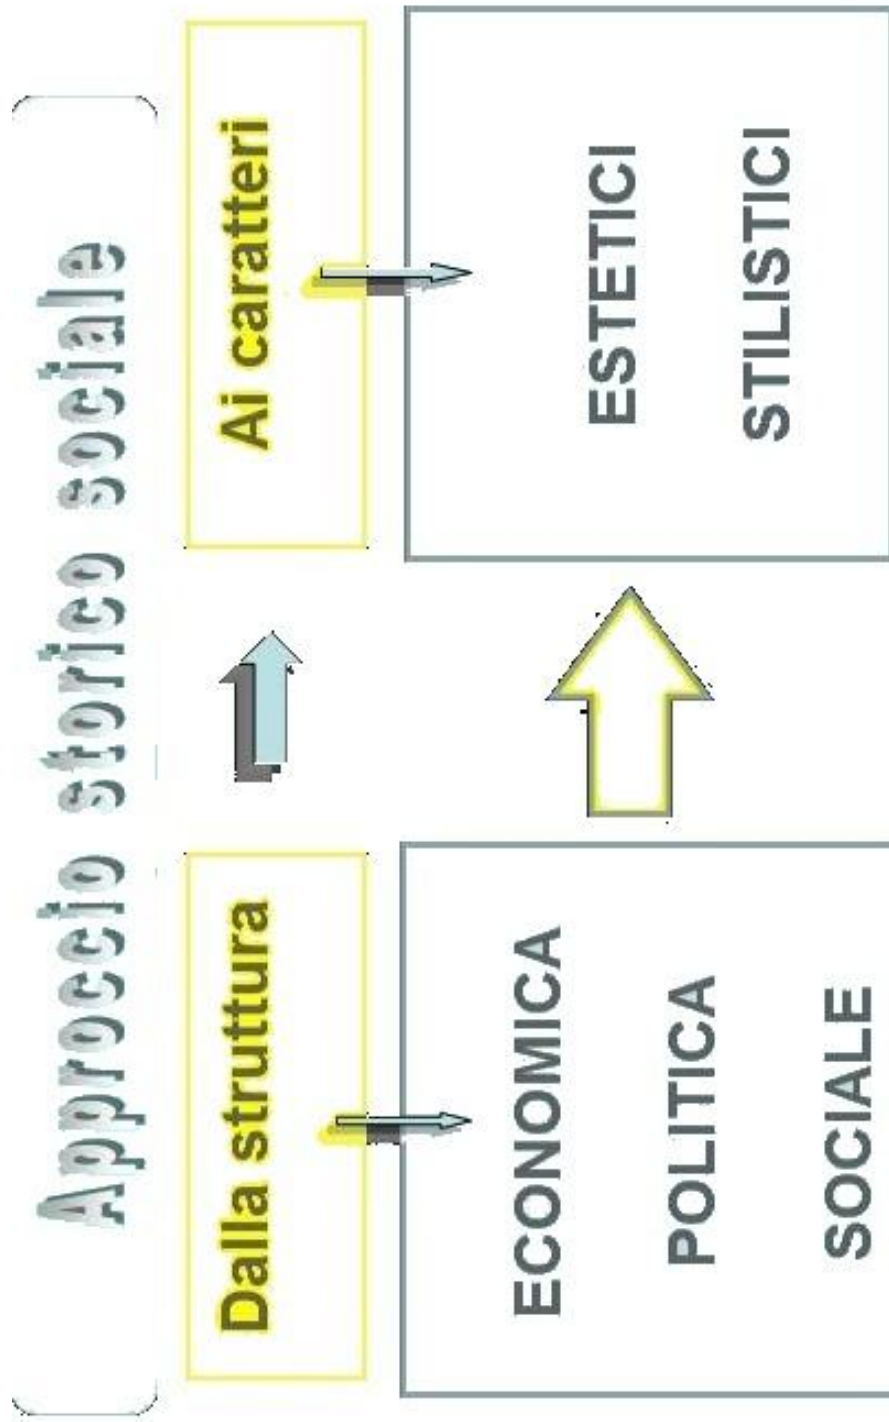 Approccio storico sociale
Dalla struttura
Ai caratteri
ECONOMICA
POLITICA
SOCIALE
ESTETICI
STILISTICI